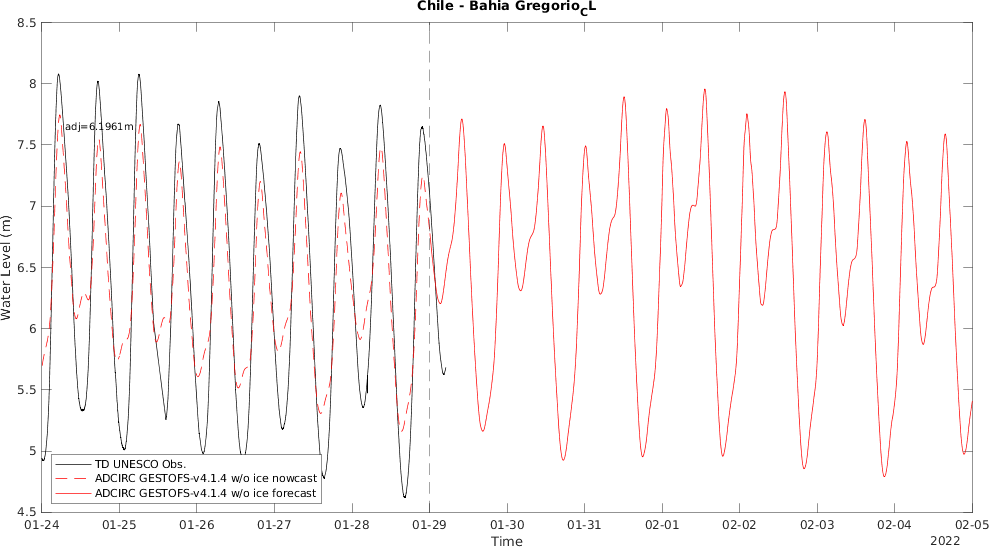 Chile - Bahia Gregorio_CL
8.5
8
7.5
7
6.5
6
5.5
5
4.5
Water Level (m)
adj=6.1961m
TD UNESCO Obs.
ADCIRC GESTOFS-v4.1.4 w/o ice nowcast
ADCIRC GESTOFS-v4.1.4 w/o ice forecast
01-24 01-25 01-26 01-27 01-28 01-29 01-30 01-31 02-01 02-02 02-03 02-04 02-05
Time
2022